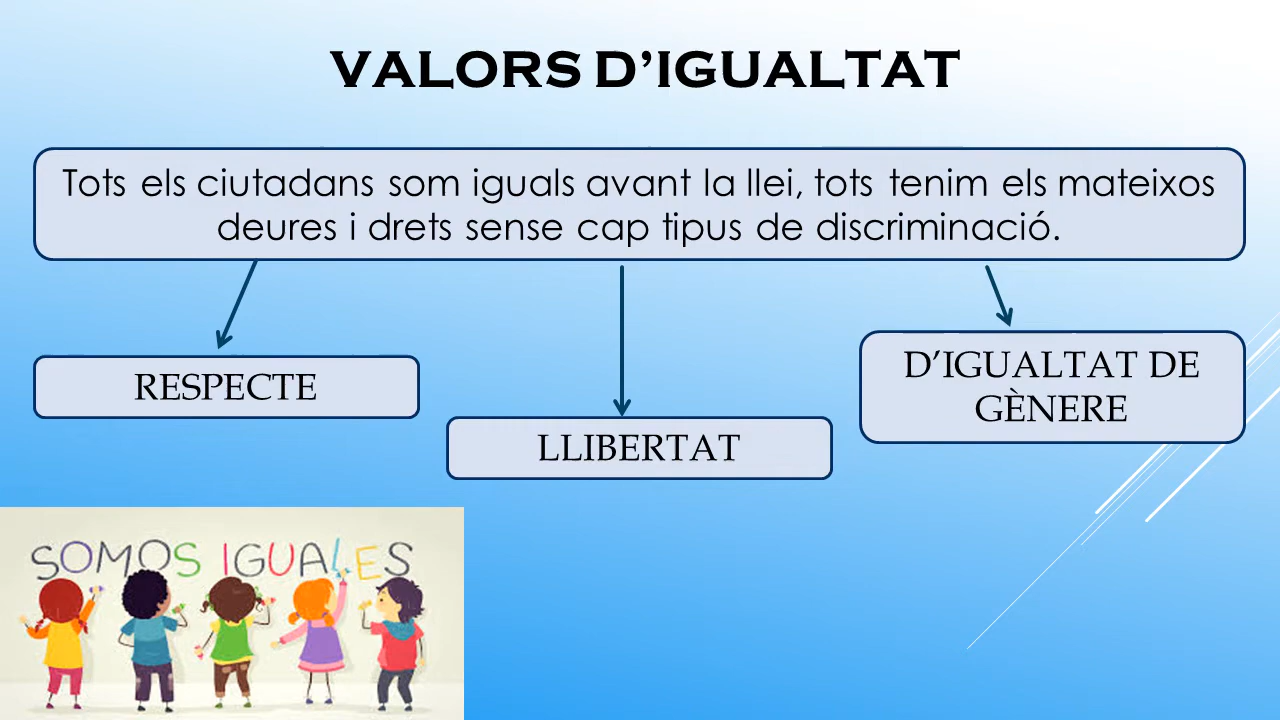 VALORS D’IGUALTAT
Tots els ciutadans som iguals avant la llei, tots tenim els mateixos
deures i drets sense cap tipus de discriminació.
RESPECTE
LLIBERTAT
D’IGUALTAT DE
GÈNERE
SOMOS IGUALES